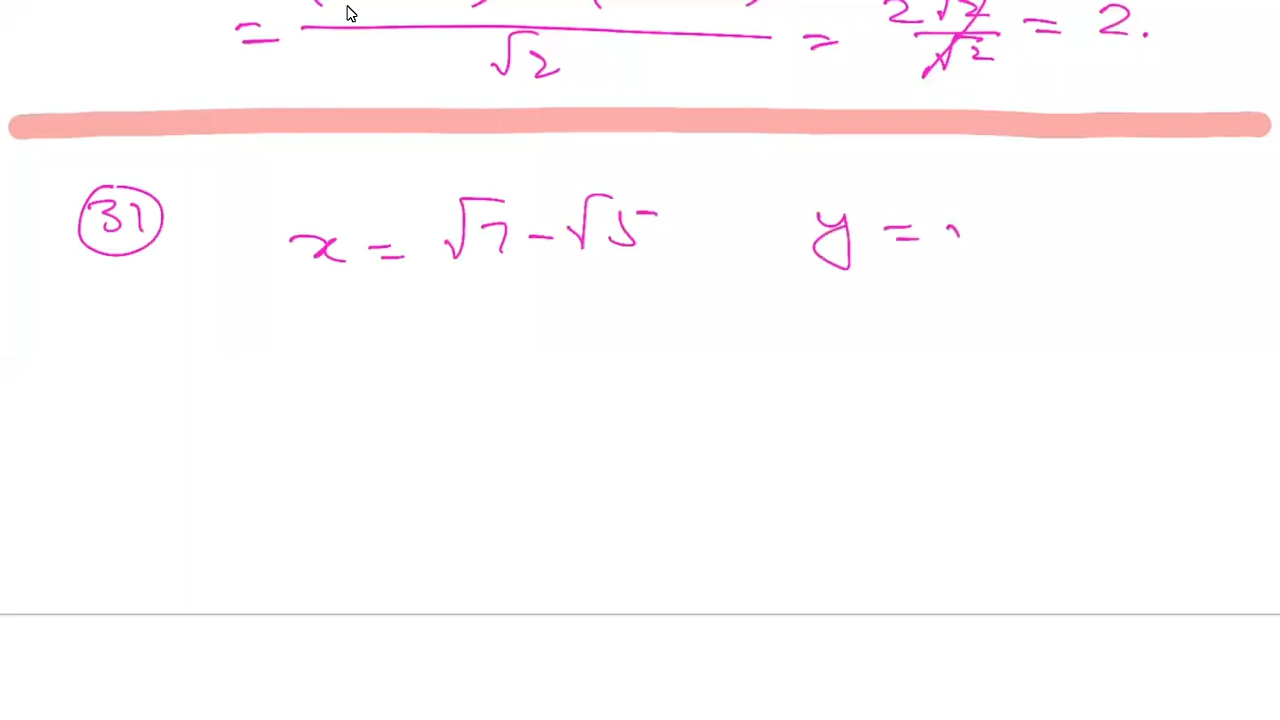 = ───── / √2 = 2√2 / √2 = 2.
(31) x = √7 - √5 y =